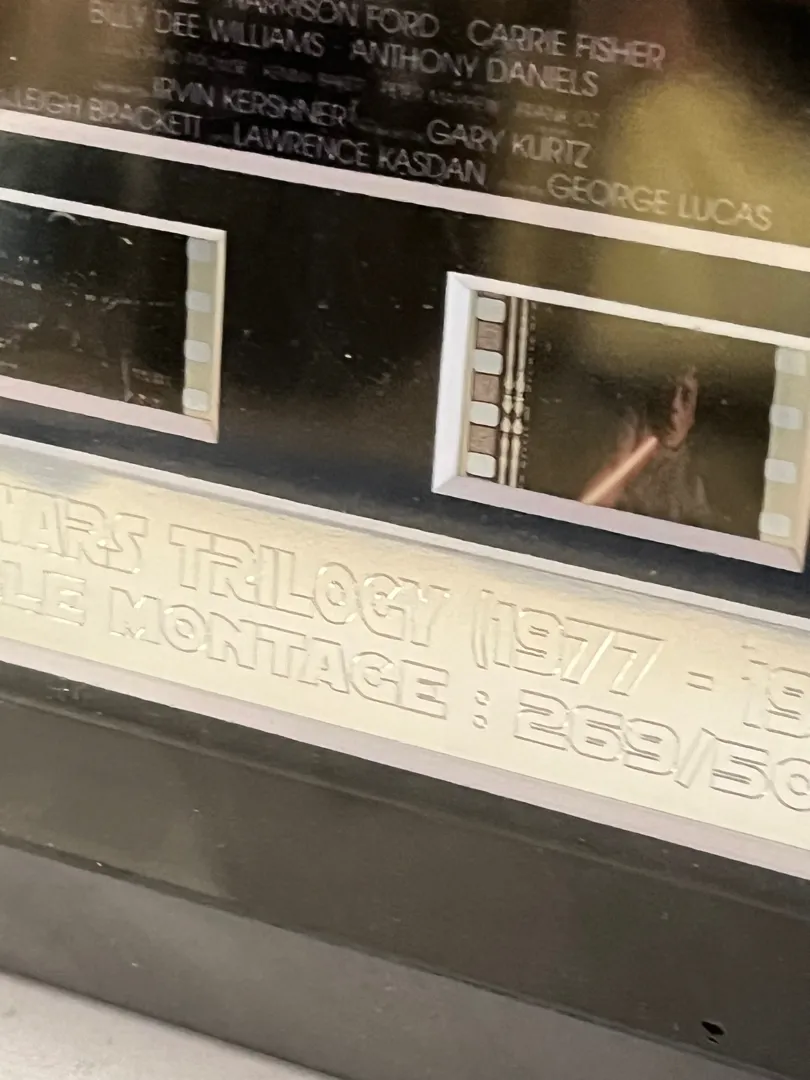 HARRISON FORD CARRIE FISHER
BILLY DEE WILLIAMS · ANTHONY DANIELS
IRVIN KERSHNER GARY KURTZ
LEIGH BRACKETT LAWRENCE KASDAN GEORGE LUCAS
WARS TRILOGY (1977 - 19
LE MONTAGE : 269/50